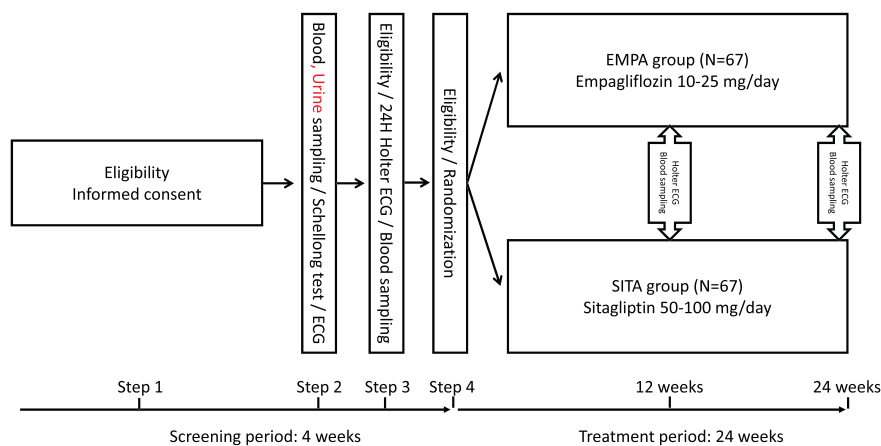 Eligibility
Informed consent
Blood, Urine sampling / Schellong test / ECG
Eligibility / 24H Holter ECG / Blood sampling
Eligibility / Randomization
EMPA group (N=67)
Empagliflozin 10-25 mg/day
Holter ECG
Blood sampling
Holter ECG
Blood sampling
SITA group (N=67)
Sitagliptin 50-100 mg/day
Step 1
Step 2
Step 3
Step 4
12 weeks
24 weeks
Screening period: 4 weeks
Treatment period: 24 weeks